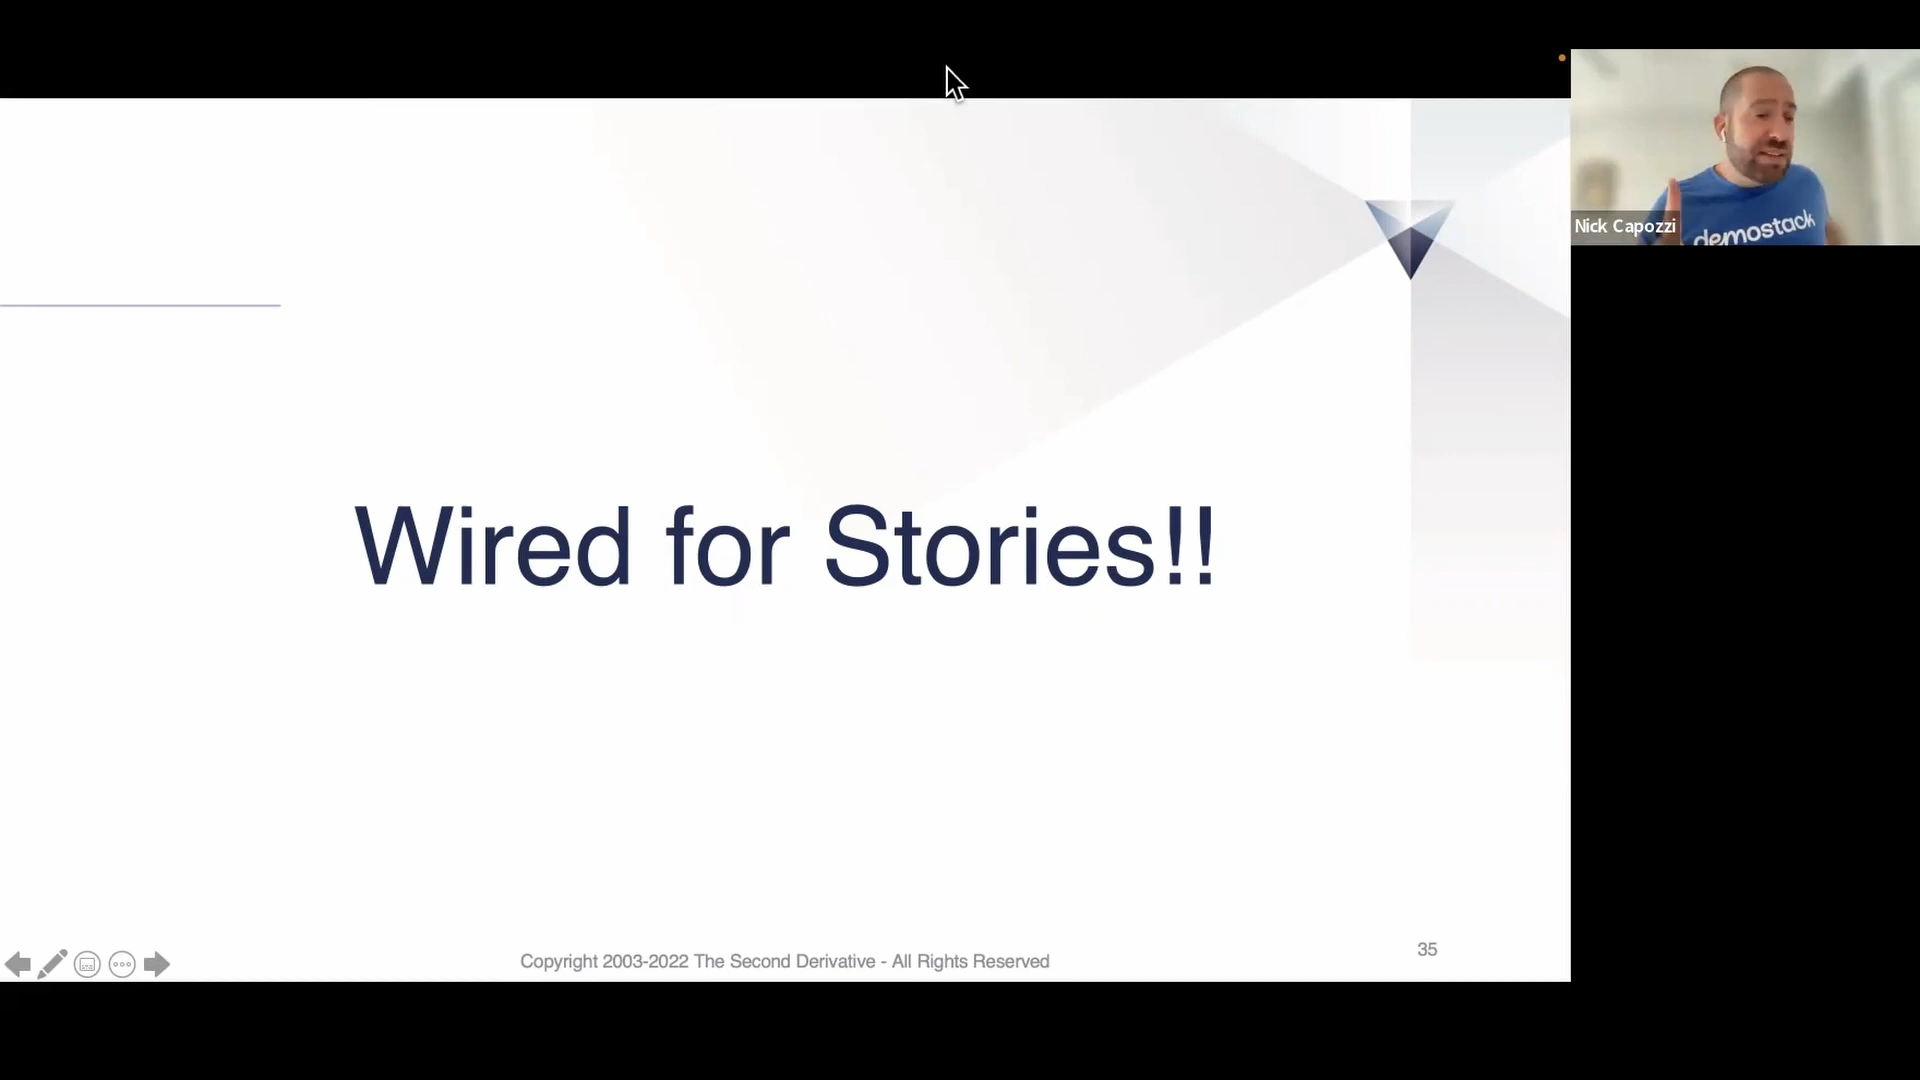 Nick Capozzi
demostack
Wired for Stories!!
Copyright 2003-2022 The Second Derivative - All Rights Reserved
35